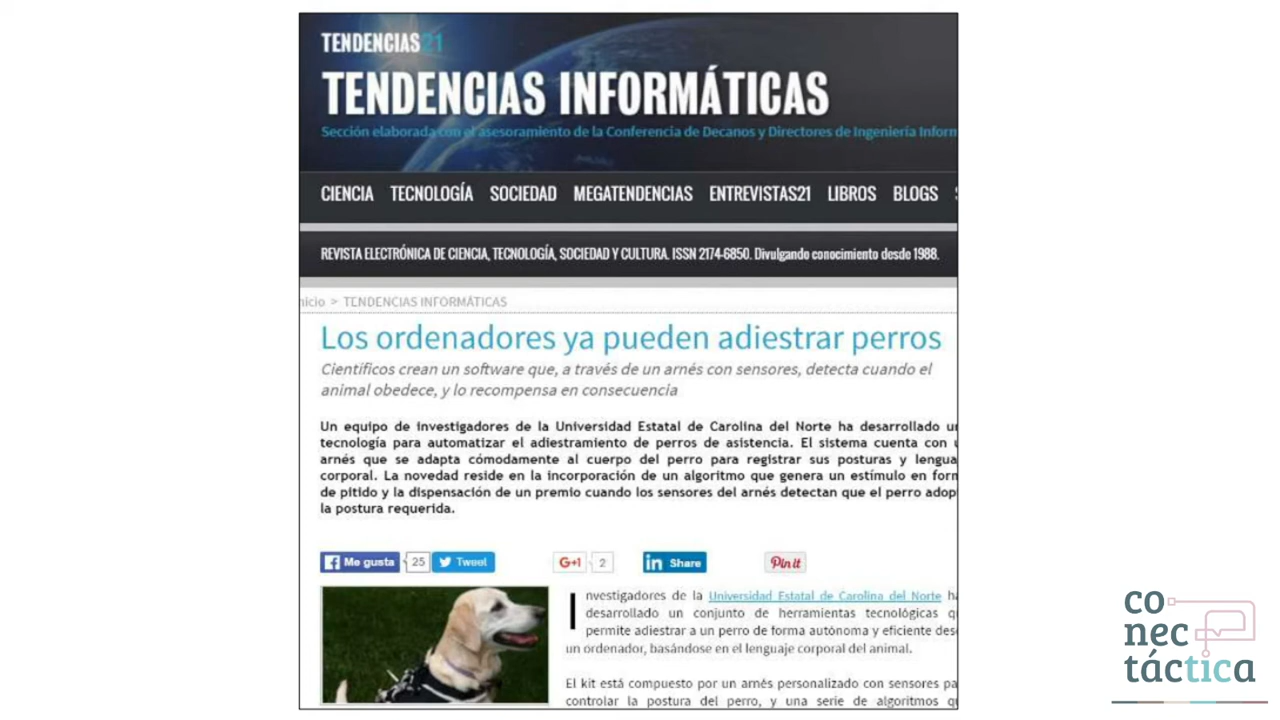 TENDENCIAS21
TENDENCIAS INFORMÁTICAS
Sección elaborada con el asesoramiento de la Conferencia de Decanos y Directores de Ingeniería Inform
CIENCIA TECNOLOGÍA SOCIEDAD MEGATENDENCIAS ENTREVISTAS21 LIBROS BLOGS
REVISTA ELECTRÓNICA DE CIENCIA, TECNOLOGÍA, SOCIEDAD Y CULTURA. ISSN 2174-6850. Divulgando conocimiento desde 1988.
nicio > TENDENCIAS INFORMÁTICAS
Los ordenadores ya pueden adiestrar perros
Científicos crean un software que, a través de un arnés con sensores, detecta cuando el
animal obedece, y lo recompensa en consecuencia
Un equipo de investigadores de la Universidad Estatal de Carolina del Norte ha desarrollado un
tecnología para automatizar el adiestramiento de perros de asistencia. El sistema cuenta con u
arnés que se adapta cómodamente al cuerpo del perro para registrar sus posturas y lengua
corporal. La novedad reside en la incorporación de un algoritmo que genera un estímulo en form
de pitido y la dispensación de un premio cuando los sensores del arnés detectan que el perro adop
la postura requerida.
Me gusta 25 Tweet G+1 2 in Share Pin it
Investigadores de la Universidad Estatal de Carolina del Norte ha
desarrollado un conjunto de herramientas tecnológicas q
permite adiestrar a un perro de forma autónoma y eficiente desd
un ordenador, basándose en el lenguaje corporal del animal.
El kit está compuesto por un arnés personalizado con sensores pa
controlar la postura del perro, y una serie de algoritmos q
co
nec
táctica